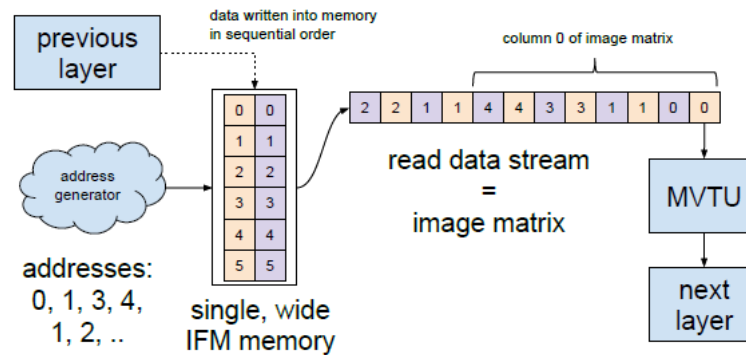 previous
layer
data written into memory
in sequential order
column 0 of image matrix
2 2 1 1 4 4 3 3 1 1 0 0
0 0
1 1
2 2
3 3
4 4
5 5
address
generator
read data stream
=
image matrix
MVTU
addresses:
0, 1, 3, 4,
1, 2, ..
single, wide
IFM memory
next
layer